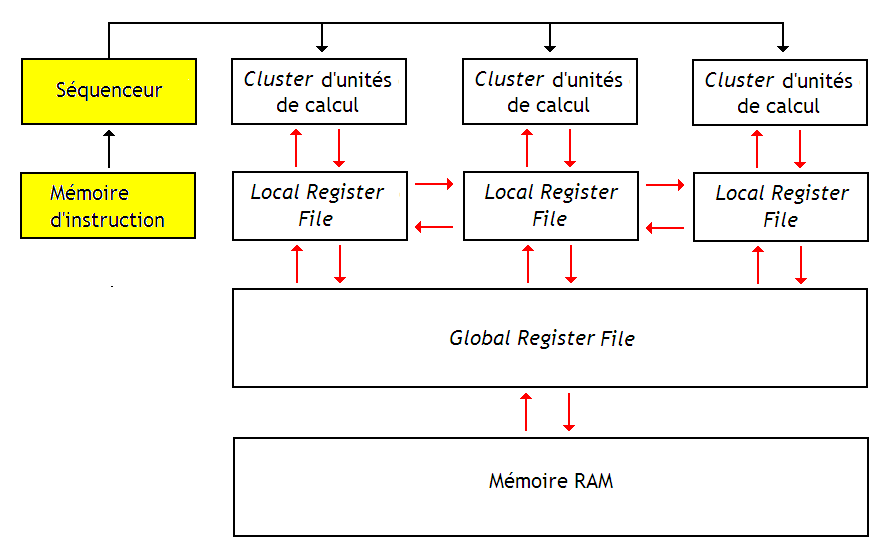 Séquenceur
Cluster d'unités
de calcul
Cluster d'unités
de calcul
Cluster d'unités
de calcul
Mémoire
d'instruction
Local Register
File
Local Register
File
Local Register
File
Global Register File
Mémoire RAM